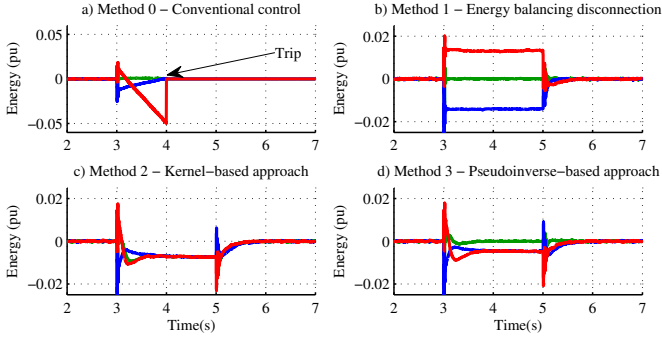 a) Method 0 − Conventional control
b) Method 1 − Energy balancing disconnection
Energy (pu)
0.05
0
−0.05
Trip
2 3 4 5 6 7
Energy (pu)
0.02
0
−0.02
2 3 4 5 6 7
c) Method 2 − Kernel−based approach
d) Method 3 − Pseudoinverse−based approach
Energy (pu)
0.02
0
−0.02
2 3 4 5 6 7
Time(s)
Energy (pu)
0.02
0
−0.02
2 3 4 5 6 7
Time(s)